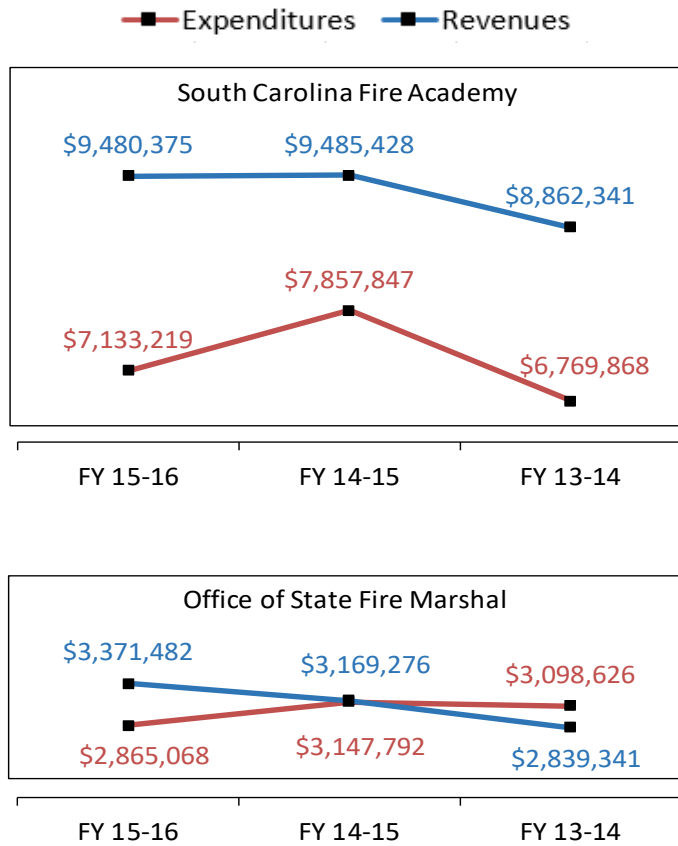 Expenditures Revenues
South Carolina Fire Academy
$9,480,375 $9,485,428
$8,862,341
$7,857,847
$7,133,219
$6,769,868
FY 15-16 FY 14-15 FY 13-14
Office of State Fire Marshal
$3,371,482 $3,169,276 $3,098,626
$2,865,068 $3,147,792 $2,839,341
FY 15-16 FY 14-15 FY 13-14